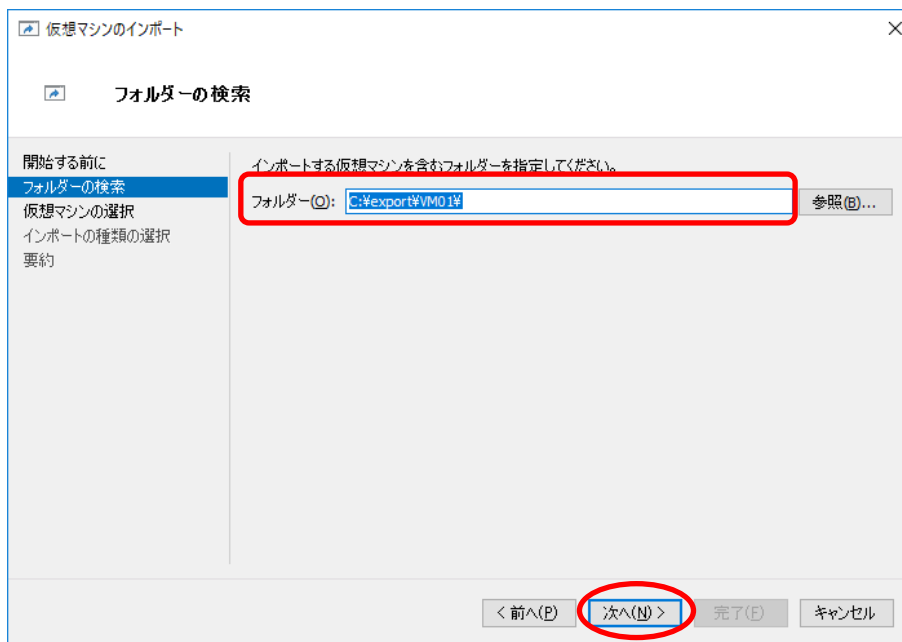 仮想マシンのインポート
フォルダーの検索
開始する前に
フォルダーの検索
仮想マシンの選択
インポートの種類の選択
要約
インポートする仮想マシンを含むフォルダーを指定してください。
フォルダー(O): C:¥export¥VM01¥ 参照(B)...
< 前へ(P) 次へ(N) > 完了(F) キャンセル